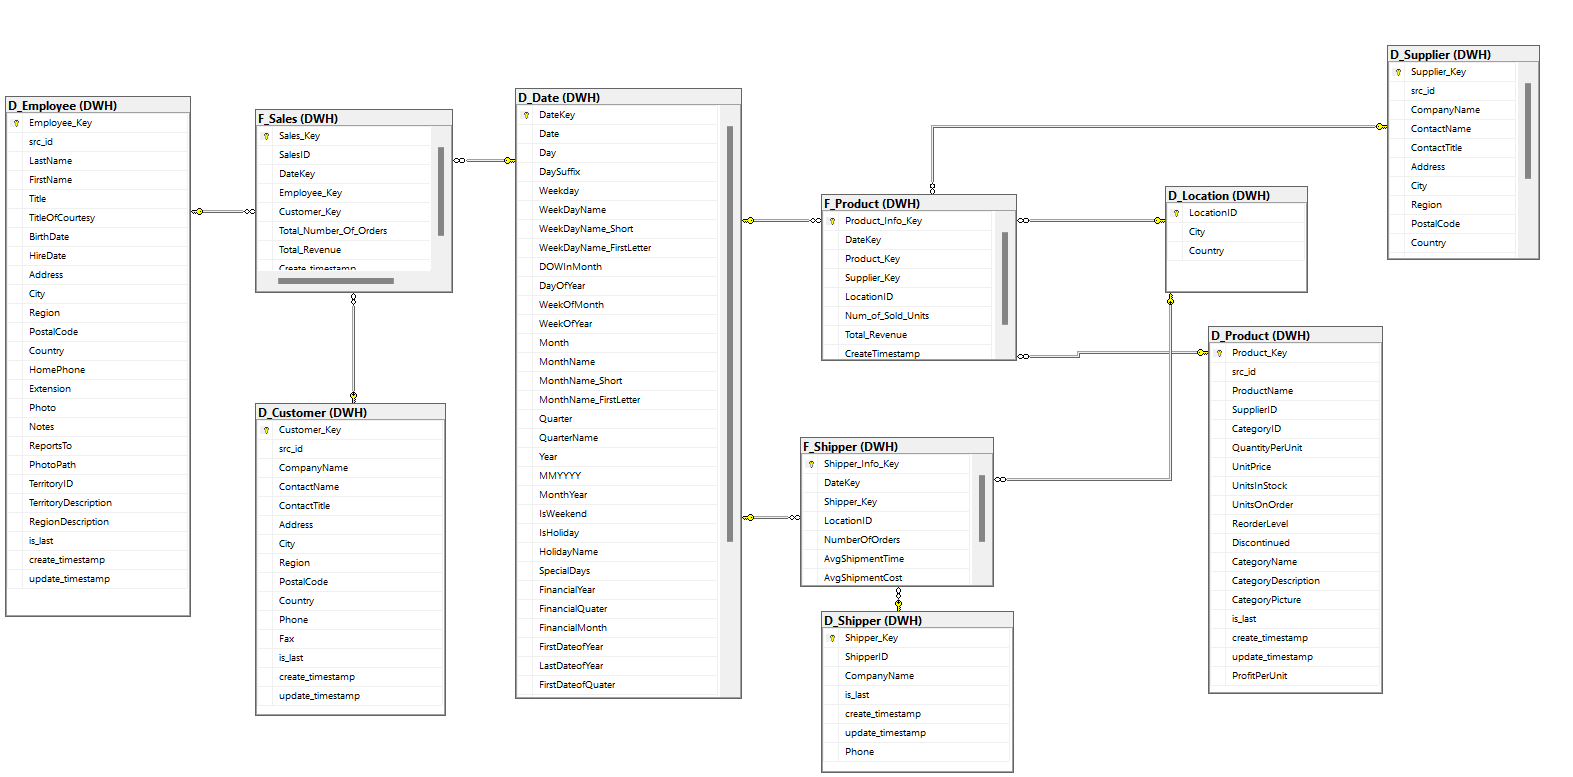 D_Employee (DWH)
Employee_Key
src_id
LastName
FirstName
Title
TitleOfCourtesy
BirthDate
HireDate
Address
City
Region
PostalCode
Country
HomePhone
Extension
Photo
Notes
ReportsTo
PhotoPath
TerritoryID
TerritoryDescription
RegionDescription
is_last
create_timestamp
update_timestamp
F_Sales (DWH)
Sales_Key
SalesID
DateKey
Employee_Key
Customer_Key
Total_Number_Of_Orders
Total_Revenue
Create_timestamp
D_Customer (DWH)
Customer_Key
src_id
CompanyName
ContactName
ContactTitle
Address
City
Region
PostalCode
Country
Phone
Fax
is_last
create_timestamp
update_timestamp
D_Date (DWH)
DateKey
Date
Day
DaySuffix
Weekday
WeekDayName
WeekDayName_Short
WeekDayName_FirstLetter
DOWInMonth
DayOfYear
WeekOfMonth
WeekOfYear
Month
MonthName
MonthName_Short
MonthName_FirstLetter
Quarter
QuarterName
Year
MMYYYY
MonthYear
IsWeekend
IsHoliday
HolidayName
SpecialDays
FinancialYear
FinancialQuater
FinancialMonth
FirstDateofYear
LastDateofYear
FirstDateofQuater
F_Product (DWH)
Product_Info_Key
DateKey
Product_Key
Supplier_Key
LocationID
Num_of_Sold_Units
Total_Revenue
CreateTimestamp
F_Shipper (DWH)
Shipper_Info_Key
DateKey
Shipper_Key
LocationID
NumberOfOrders
AvgShipmentTime
AvgShipmentCost
D_Shipper (DWH)
Shipper_Key
ShipperID
CompanyName
is_last
create_timestamp
update_timestamp
Phone
D_Location (DWH)
LocationID
City
Country
D_Supplier (DWH)
Supplier_Key
src_id
CompanyName
ContactName
ContactTitle
Address
City
Region
PostalCode
Country
D_Product (DWH)
Product_Key
src_id
ProductName
SupplierID
CategoryID
QuantityPerUnit
UnitPrice
UnitsInStock
UnitsOnOrder
ReorderLevel
Discontinued
CategoryName
CategoryDescription
CategoryPicture
is_last
create_timestamp
update_timestamp
ProfitPerUnit